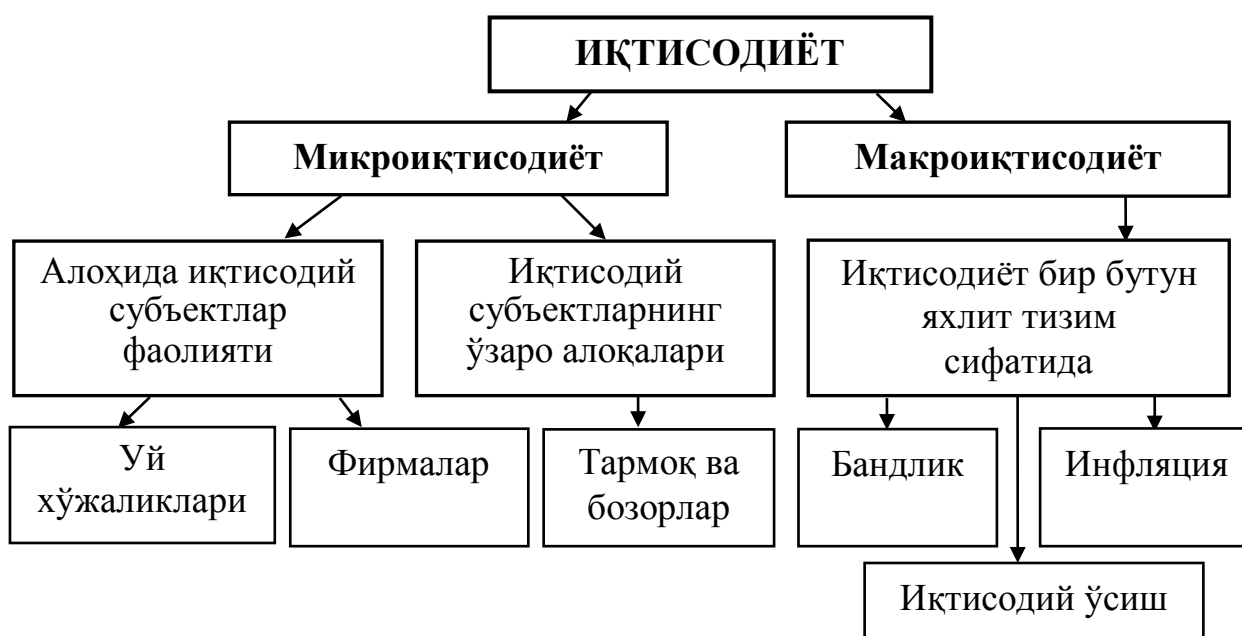 ИҚТИСОДИЁТ
Микроиқтисодиёт
Макроиқтисодиёт
Алоҳида иқтисодий
субъектлар
фаолияти
Иқтисодий
субъектларнинг
ўзаро алоқалари
Иқтисодиёт бир бутун
яхлит тизим
сифатида
Уй
хўжаликлари
Фирмалар
Тармоқ ва
бозорлар
Бандлик
Инфляция
Иқтисодий ўсиш